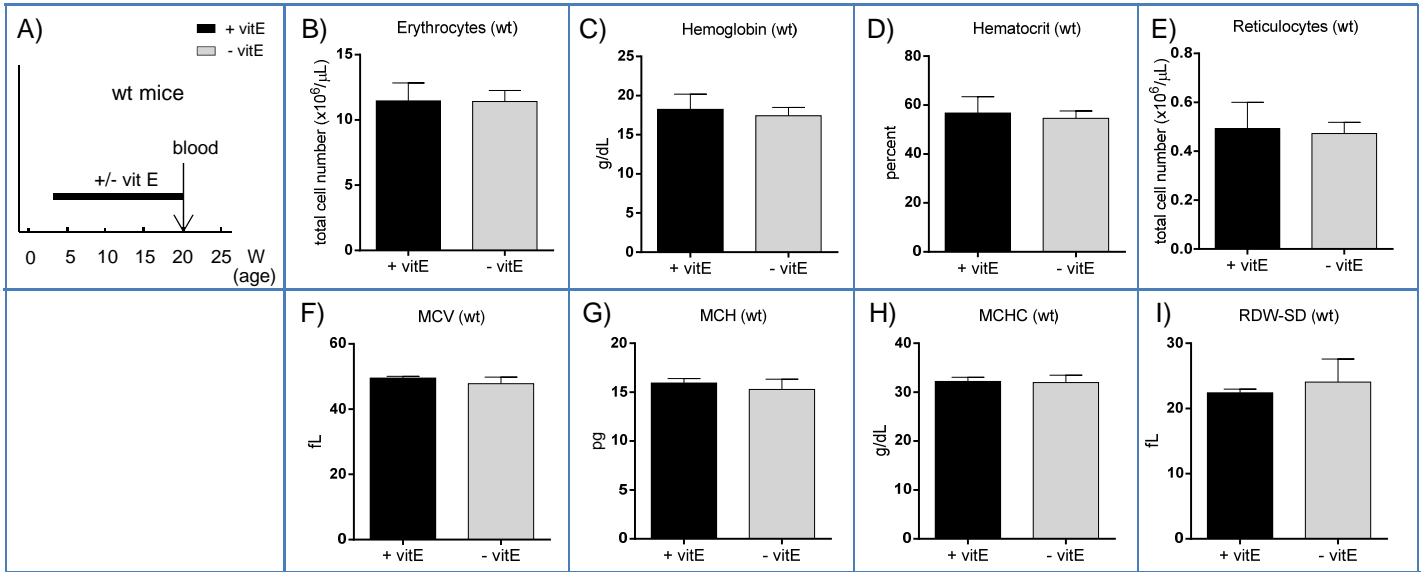 A)
+ vitE
- vitE
wt mice
blood
+/- vit E
0 5 10 15 20 25 W
(age)
B)
Erythrocytes (wt)
total cell number (x10⁶/µL)
15
10
5
0
+ vitE - vitE
C)
Hemoglobin (wt)
g/dL
25
20
15
10
5
0
+ vitE - vitE
D)
Hematocrit (wt)
percent
80
60
40
20
0
+ vitE - vitE
E)
Reticulocytes (wt)
total cell number (x10⁶/µL)
0.8
0.6
0.4
0.2
0.0
+ vitE - vitE
F)
MCV (wt)
fL
60
40
20
0
+ vitE - vitE
G)
MCH (wt)
pg
20
15
10
5
0
+ vitE - vitE
H)
MCHC (wt)
g/dL
40
30
20
10
0
+ vitE - vitE
I)
RDW-SD (wt)
fL
30
20
10
0
+ vitE - vitE